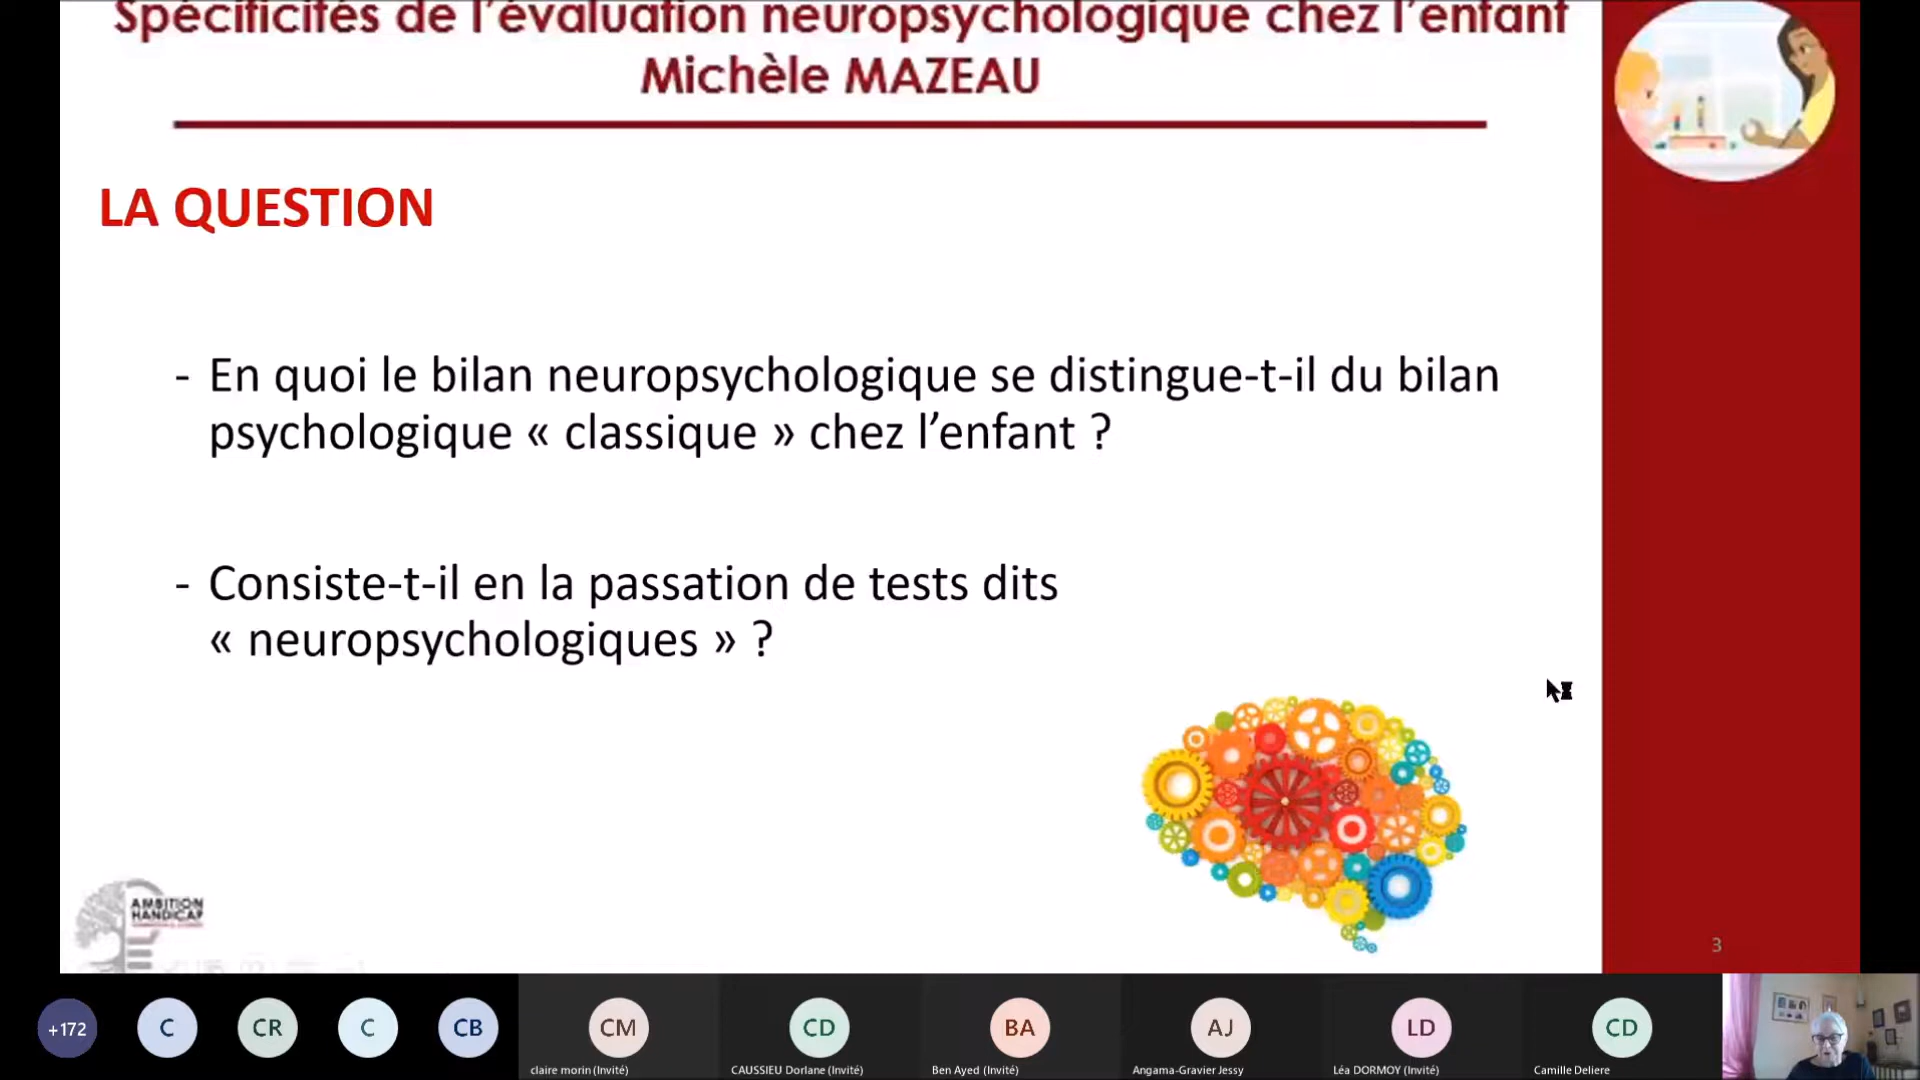 Spécificités de l'évaluation neuropsychologique chez l'enfant
Michèle MAZEAU
LA QUESTION
- En quoi le bilan neuropsychologique se distingue-t-il du bilan
psychologique « classique » chez l’enfant ?
- Consiste-t-il en la passation de tests dits
« neuropsychologiques » ?
AMBITION
HANDICAP
3
+172
C
CR
C
CB
CM
CD
BA
AJ
LD
CD
claire morin (Invité)
CAUSSIEU Dorlane (Invité)
Ben Ayed (Invité)
Angama-Gravier Jessy
Léa DORMOY (Invité)
Camille Deliere